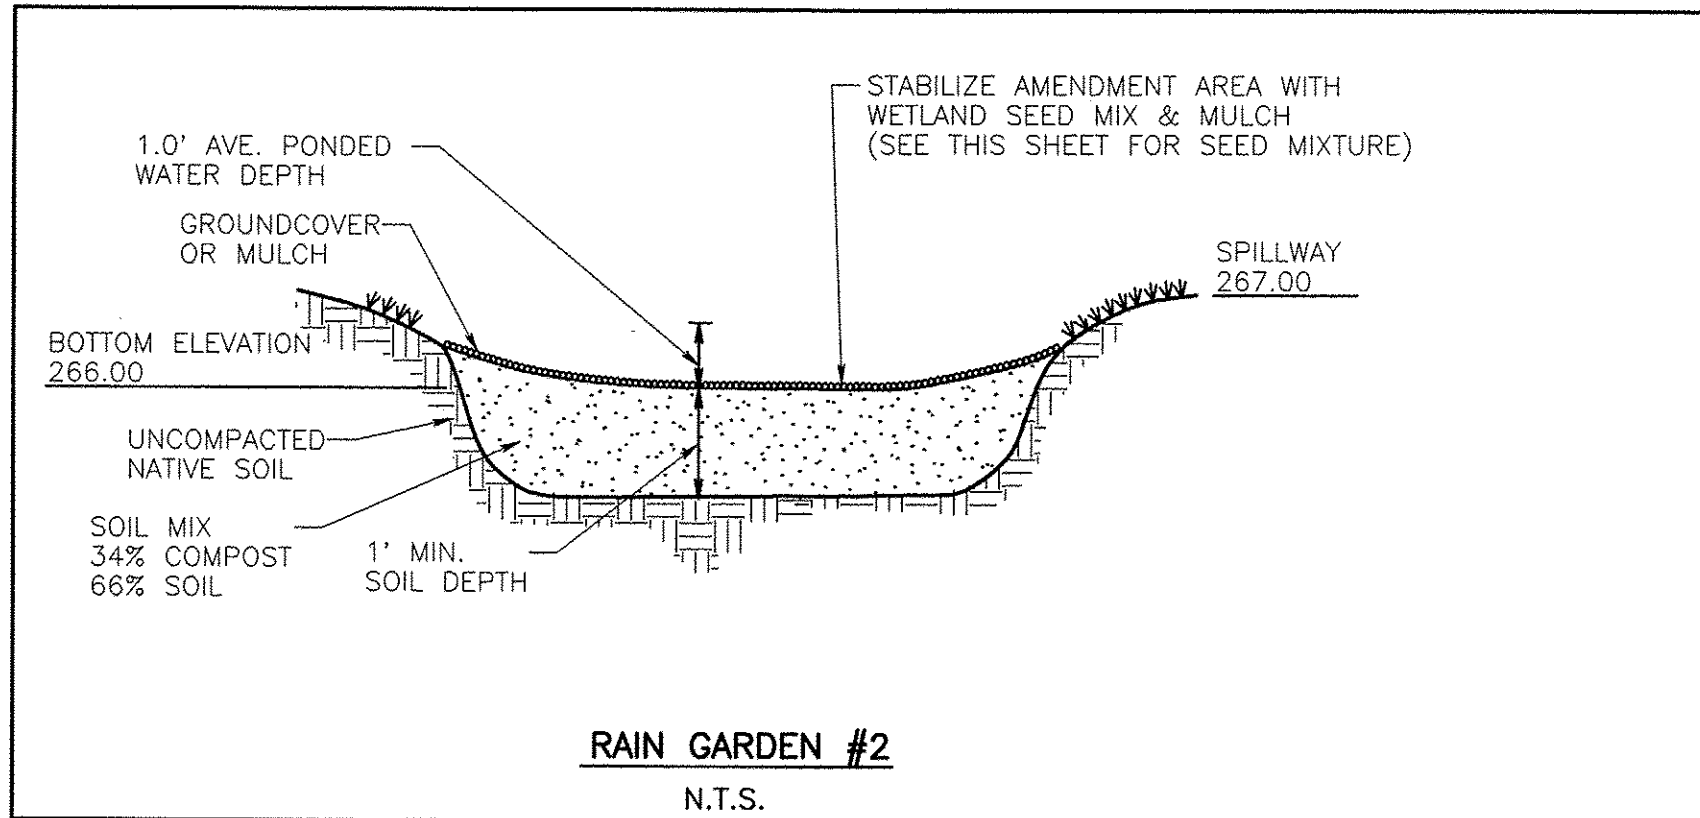 STABILIZE AMENDMENT AREA WITH
WETLAND SEED MIX & MULCH
(SEE THIS SHEET FOR SEED MIXTURE)
1.0' AVE. PONDED
WATER DEPTH
GROUNDCOVER
OR MULCH
SPILLWAY
267.00
BOTTOM ELEVATION
266.00
UNCOMPACTED
NATIVE SOIL
SOIL MIX
34% COMPOST
66% SOIL
1' MIN.
SOIL DEPTH
RAIN GARDEN #2
N.T.S.